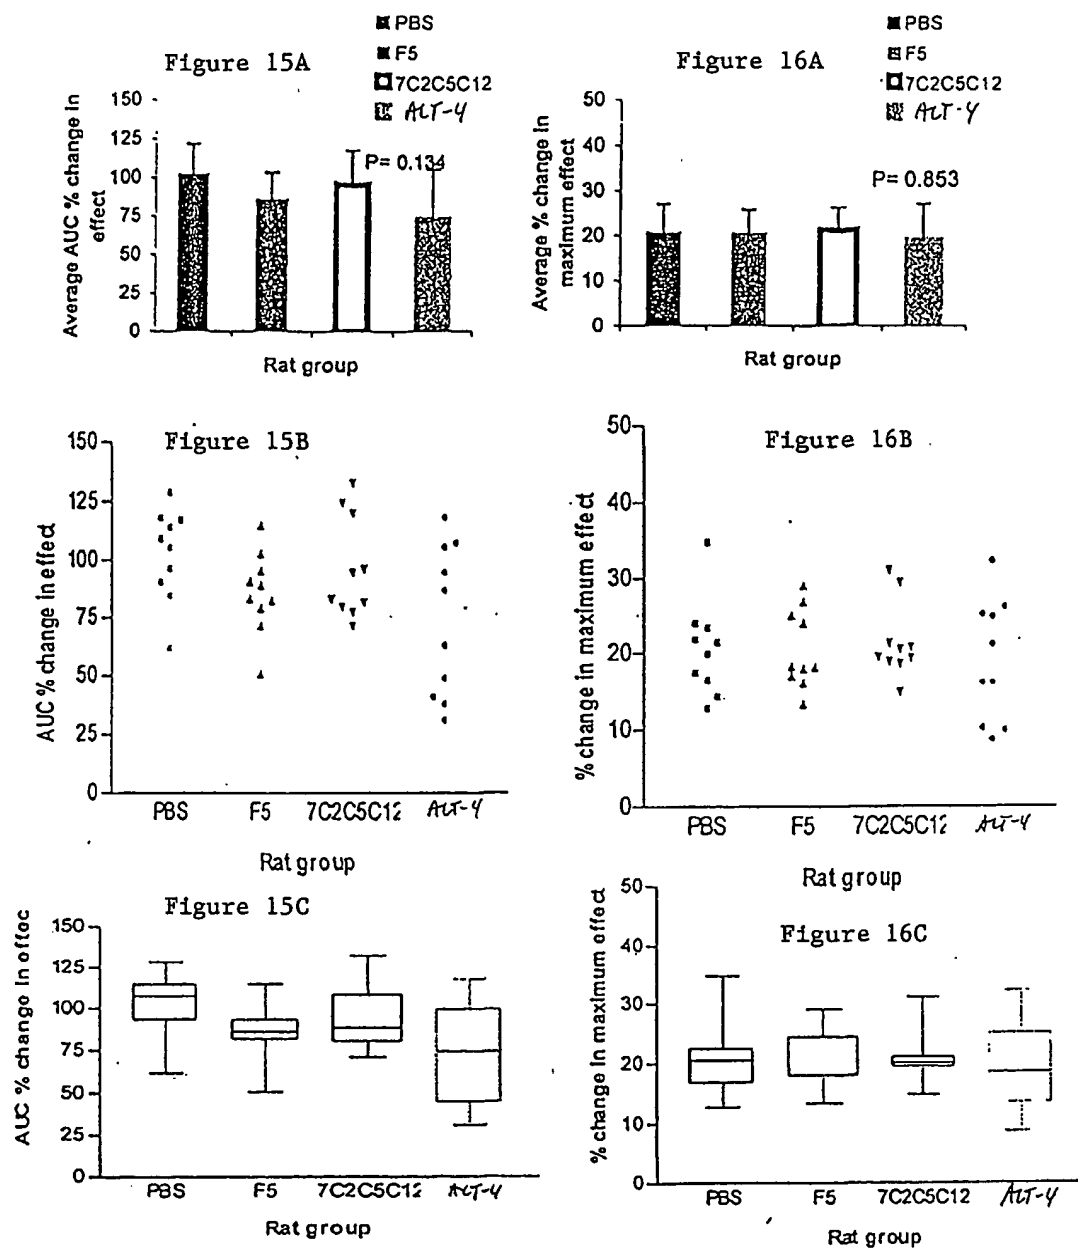 Figure 15A
PBS
F5
7C2C5C12
ALT-4
150
125
100
75
50
25
0
Average AUC % change in
effect
P= 0.134
Rat group
Figure 16A
PBS
F5
7C2C5C12
ALT-4
50
40
30
20
10
0
Average % change in
maximum effect
P= 0.853
Rat group
Figure 15B
150
125
100
75
50
25
0
AUC % change in effect
PBS F5 7C2C5C12 ALT-4
Rat group
Figure 16B
50
40
30
20
10
0
% change in maximum effect
PBS F5 7C2C5C12 ALT-4
Rat group
Figure 15C
150
125
100
75
50
25
0
AUC % change in effec
PBS F5 7C2C5C12 ALT-4
Rat group
Figure 16C
50
40
30
20
10
0
% change in maximum effect
PBS F5 7C2C5C12 ALT-4
Rat group